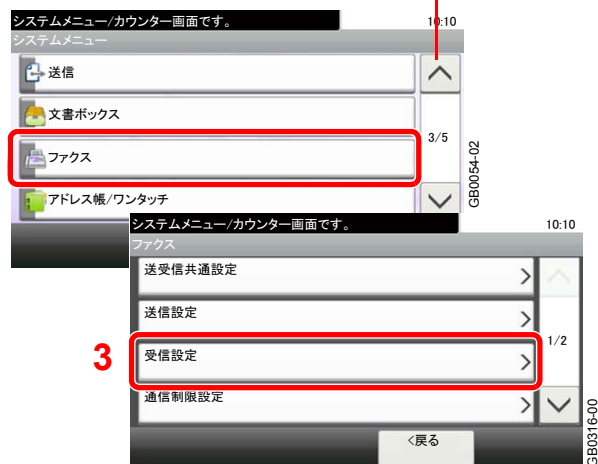 システムメニュー/カウンター画面です。 10:10
システムメニュー
送信
文書ボックス
3/5
ファクス
アドレス帳/ワンタッチ
GB0054-02
システムメニュー/カウンター画面です。 10:10
ファクス
送受信共通設定
送信設定
1/2
3
受信設定
通信制限設定
<戻る
GB0316-00